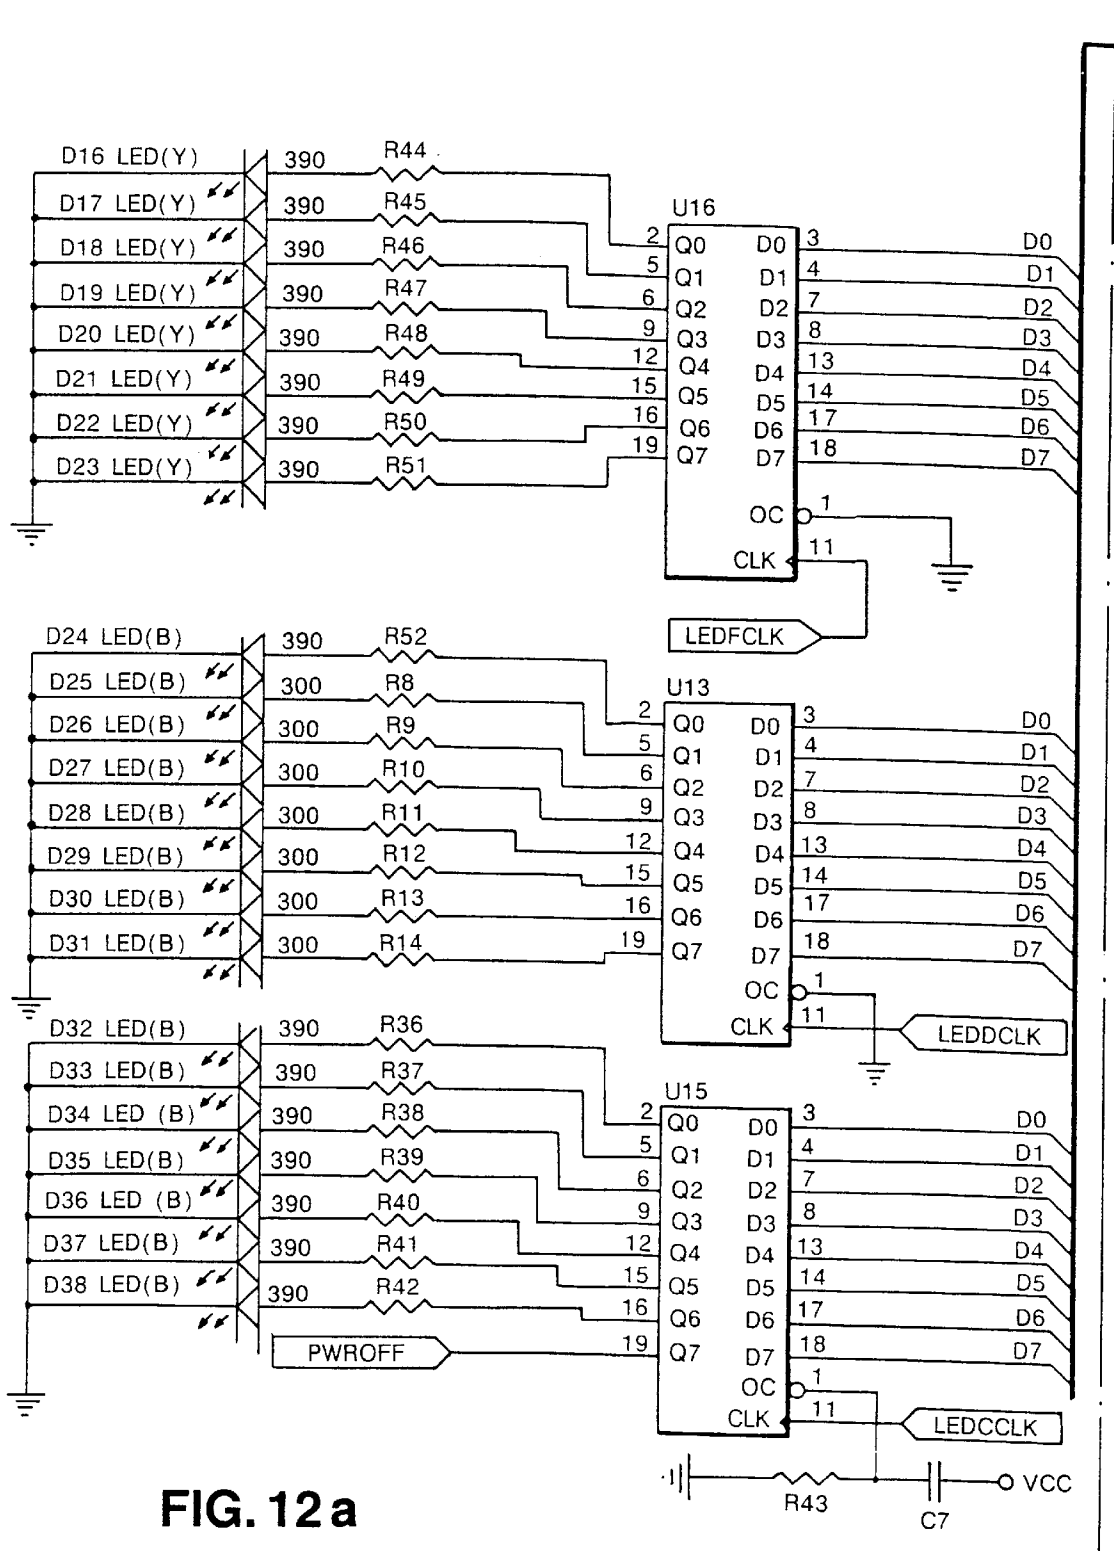 D16 LED(Y) 390 R44
D17 LED(Y) 390 R45
D18 LED(Y) 390 R46
D19 LED(Y) 390 R47
D20 LED(Y) 390 R48
D21 LED(Y) 390 R49
D22 LED(Y) 390 R50
D23 LED(Y) 390 R51
U16
2 Q0 D0 3 D0
5 Q1 D1 4 D1
6 Q2 D2 7 D2
9 Q3 D3 8 D3
12 Q4 D4 13 D4
15 Q5 D5 14 D5
16 Q6 D6 17 D6
19 Q7 D7 18 D7
OC 1
CLK 11
LEDFCLK
D24 LED(B) 390 R52
D25 LED(B) 300 R8
D26 LED(B) 300 R9
D27 LED(B) 300 R10
D28 LED(B) 300 R11
D29 LED(B) 300 R12
D30 LED(B) 300 R13
D31 LED(B) 300 R14
U13
2 Q0 D0 3 D0
5 Q1 D1 4 D1
6 Q2 D2 7 D2
9 Q3 D3 8 D3
12 Q4 D4 13 D4
15 Q5 D5 14 D5
16 Q6 D6 17 D6
19 Q7 D7 18 D7
OC 1
CLK 11 LEDDCLK
D32 LED(B) 390 R36
D33 LED(B) 390 R37
D34 LED (B) 390 R38
D35 LED(B) 390 R39
D36 LED (B) 390 R40
D37 LED(B) 390 R41
D38 LED(B) 390 R42
PWROFF
U15
2 Q0 D0 3 D0
5 Q1 D1 4 D1
6 Q2 D2 7 D2
9 Q3 D3 8 D3
12 Q4 D4 13 D4
15 Q5 D5 14 D5
16 Q6 D6 17 D6
19 Q7 D7 18 D7
OC 1
CLK 11 LEDCCLK
R43 C7 VCC
FIG. 12a